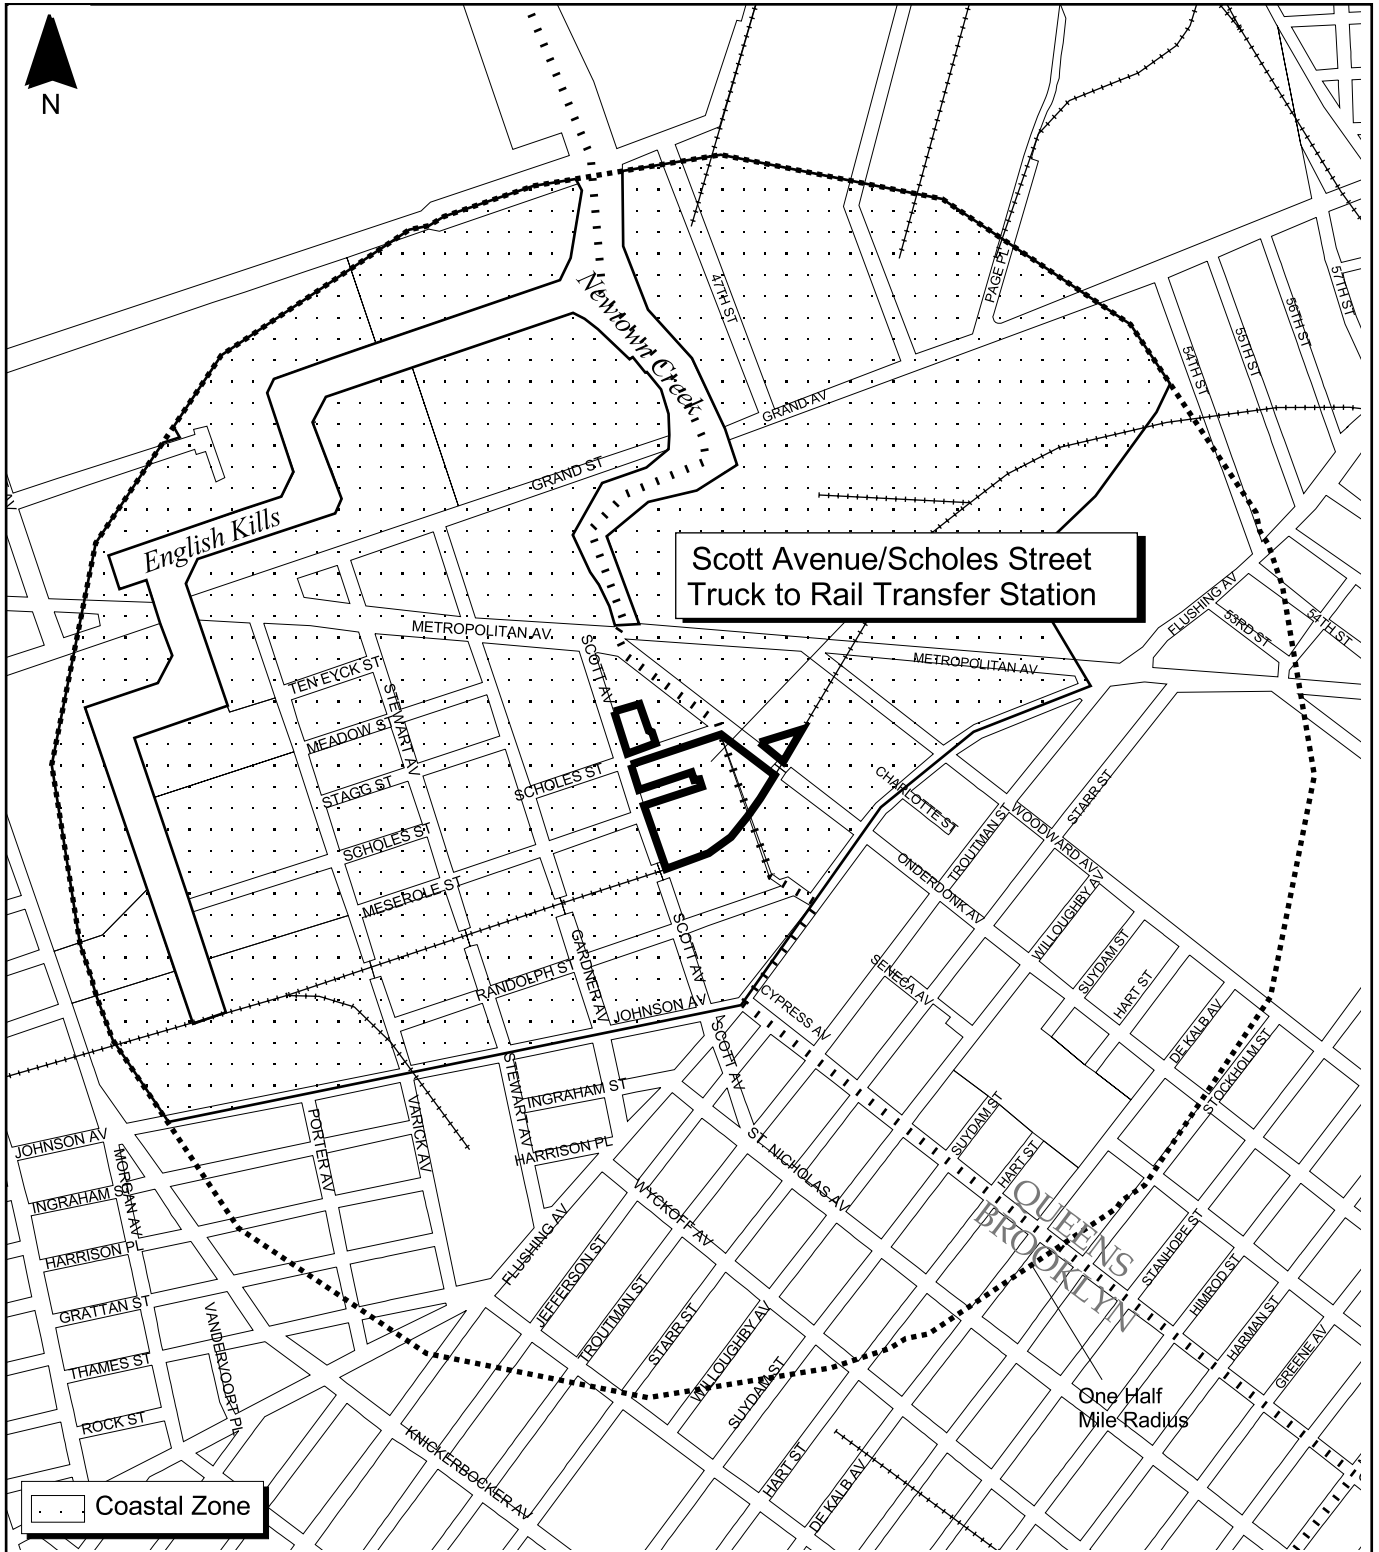 N
Newtown Creek
47TH ST
PAGE PL
57TH ST
56TH ST
55TH ST
54TH ST
GRAND AV
GRAND ST
English Kills
Scott Avenue/Scholes Street
Truck to Rail Transfer Station
FLUSHING AV
53RD ST
54TH ST
METROPOLITAN AV
METROPOLITAN AV
SCOTT AV
TEN EYCK ST
STEWART AV
MEADOW S
STAGG ST
SCHOLES ST
SCHOLES ST
MESEROLE ST
CHARLOTTE ST
TROUTMAN ST
STARR ST
WOODWARD AV
ONDERDONK AV
WILLOUGHBY AV
SUYDAM ST
HART ST
DE KALB AV
STOCKHOLM ST
SENECA AV
CYPRESS AV
SCOTT AV
GARDNER AV
RANDOLPH ST
JOHNSON AV
SCOTT AV
STEWART AV
INGRAHAM ST
HARRISON PL
VARICK AV
PORTER AV
JOHNSON AV
MORGAN AV
INGRAHAM S
HARRISON PL
GRATTAN ST
THAMES ST
ROCK ST
VANDERVOORT PL
ST. NICHOLAS AV
WYCKOFF AV
FLUSHING AV
JEFFERSON ST
TROUTMAN ST
STARR ST
WILLOUGHBY AV
SUYDAM ST
HART ST
DE KALB AV
KNICKERBOCKER AV
SUYDAM ST
HART ST
QUEENS
BROOKLYN
STANHOPE ST
HIMROD ST
HARMAN ST
GREENE AV
One Half
Mile Radius
Coastal Zone